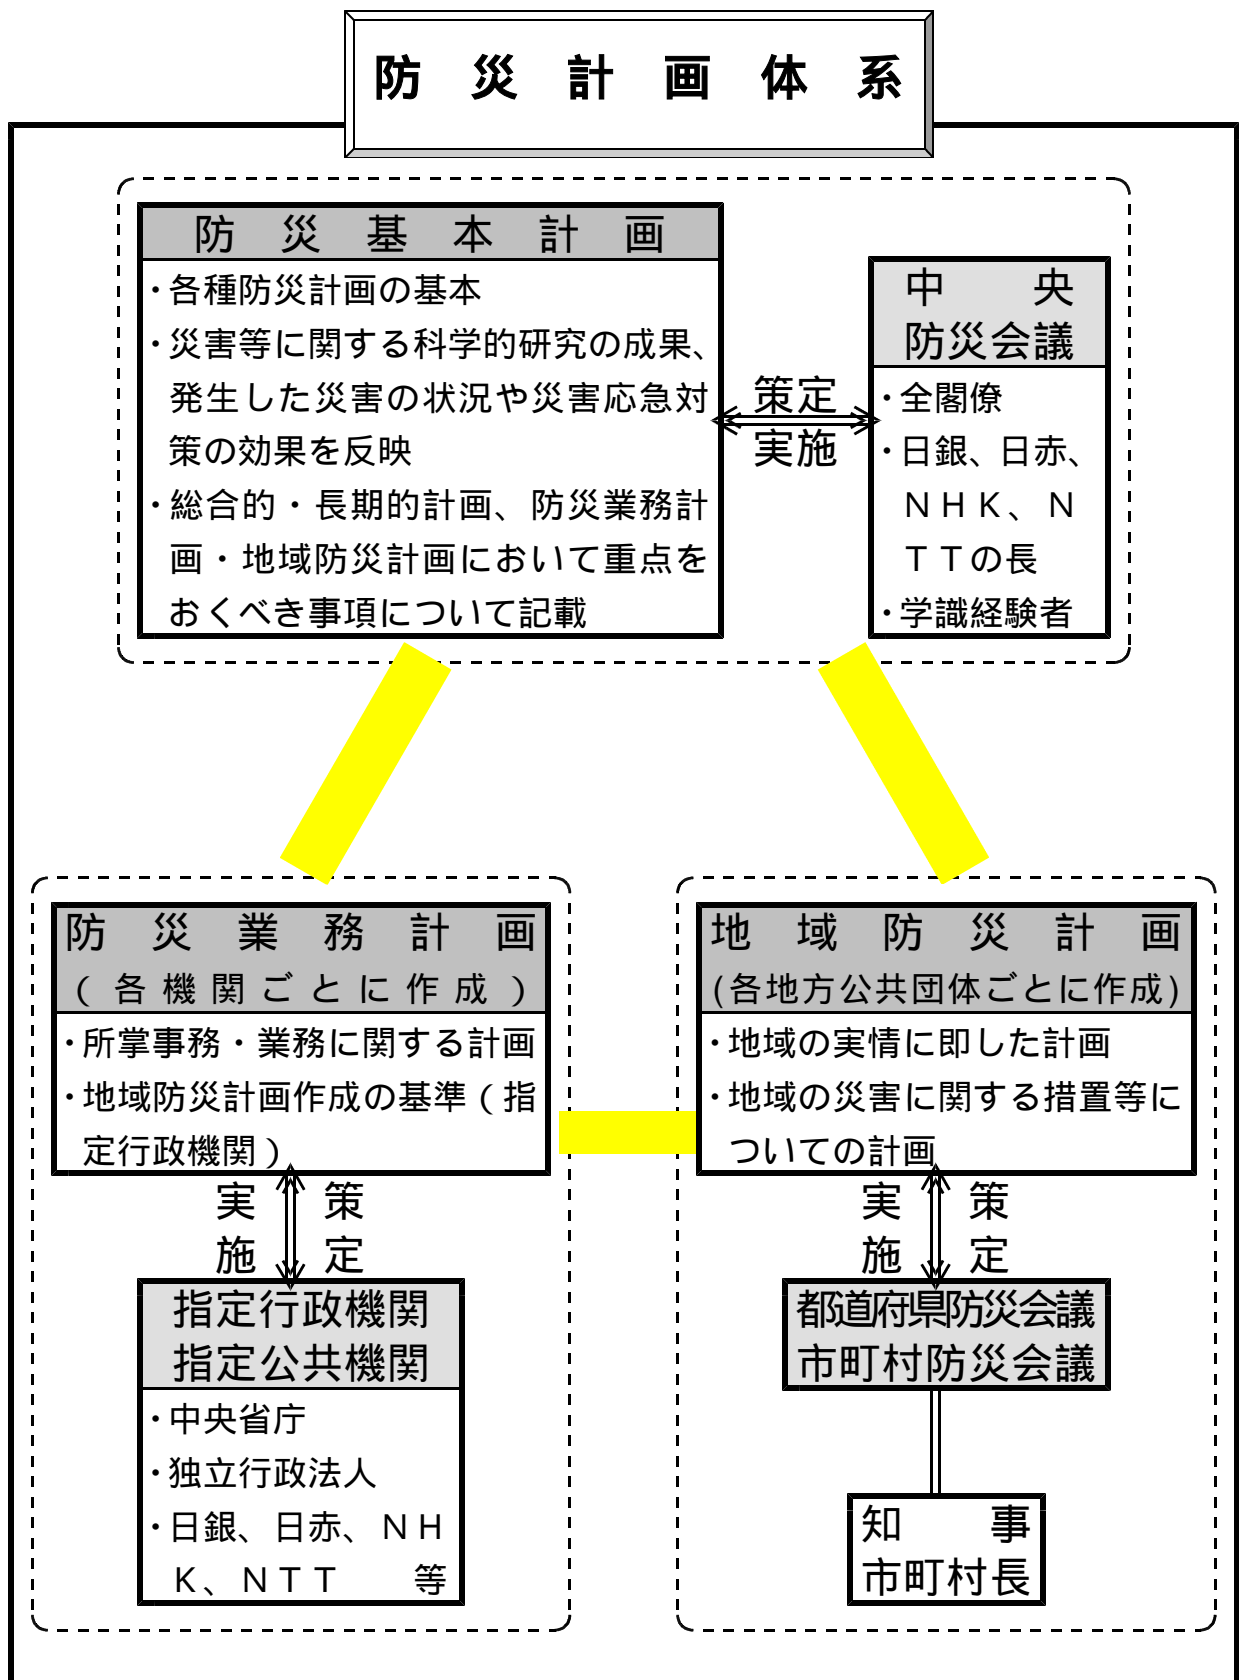 防災計画体系
防災基本計画
・各種防災計画の基本
・災害等に関する科学的研究の成果、
発生した災害の状況や災害応急対
策の効果を反映
・総合的・長期的計画、防災業務計
画・地域防災計画において重点を
おくべき事項について記載
策定
実施
中央
防災会議
・全閣僚
・日銀、日赤、
ＮＨＫ、Ｎ
ＴＴの長
・学識経験者
防災業務計画
（各機関ごとに作成）
・所掌事務・業務に関する計画
・地域防災計画作成の基準（指
定行政機関）
実施
策定
指定行政機関
指定公共機関
・中央省庁
・独立行政法人
・日銀、日赤、ＮＨ
Ｋ、ＮＴＴ　等
地域防災計画
(各地方公共団体ごとに作成)
・地域の実情に即した計画
・地域の災害に関する措置等に
ついての計画
実施
策定
都道府県防災会議
市町村防災会議
知事
市町村長